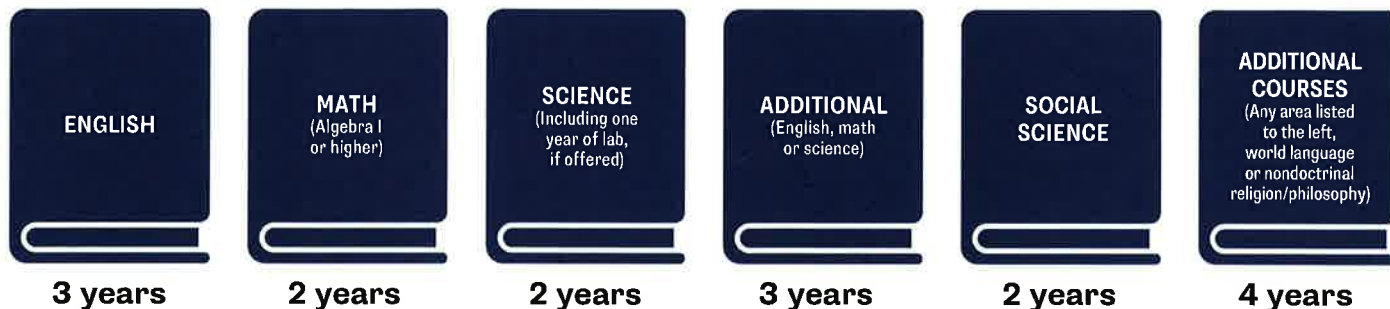 ENGLISH
3 years
MATH
(Algebra I
or higher)
2 years
SCIENCE
(Including one
year of lab,
if offered)
2 years
ADDITIONAL
(English, math
or science)
3 years
SOCIAL
SCIENCE
2 years
ADDITIONAL
COURSES
(Any area listed
to the left,
world language
or nondoctrinal
religion/philosophy)
4 years